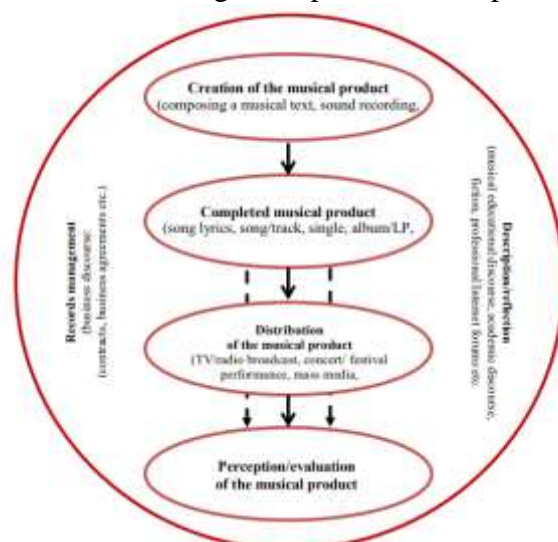 Creation of the musical product
(composing a musical text, sound recording,
Completed musical product
(song lyrics, song/track, single, album/LP,
Distribution
of the musical product
(TV/radio broadcast, concert/ festival
performance, mass media,
Perception/evaluation
of the musical product
Records management
(business discourse:
(contracts, business agreements etc.)
Description/reflection
(musical educational discourse, academic discourse,
fiction, professional Internet forums etc.